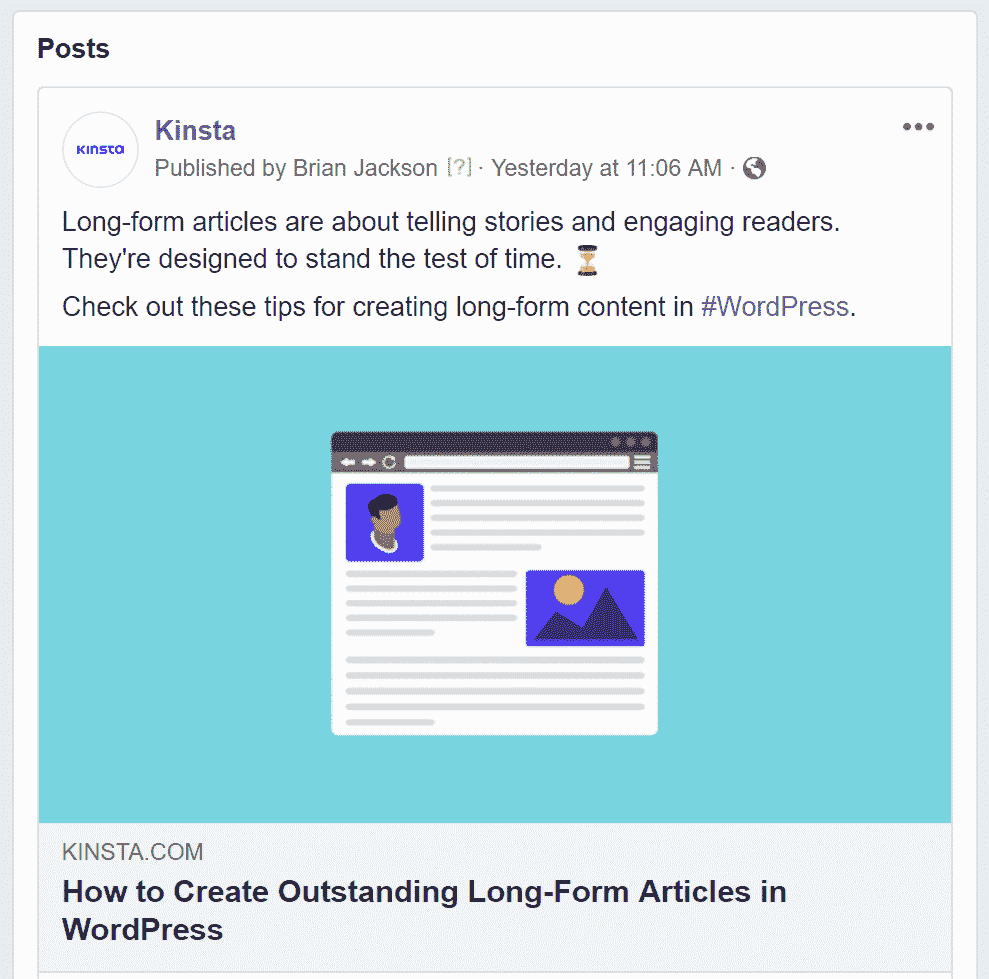 Posts
KINSTA
Kinsta
Published by Brian Jackson [?] · Yesterday at 11:06 AM ·
Long-form articles are about telling stories and engaging readers.
They're designed to stand the test of time. ⏳
Check out these tips for creating long-form content in #WordPress.
KINSTA.COM
How to Create Outstanding Long-Form Articles in
WordPress